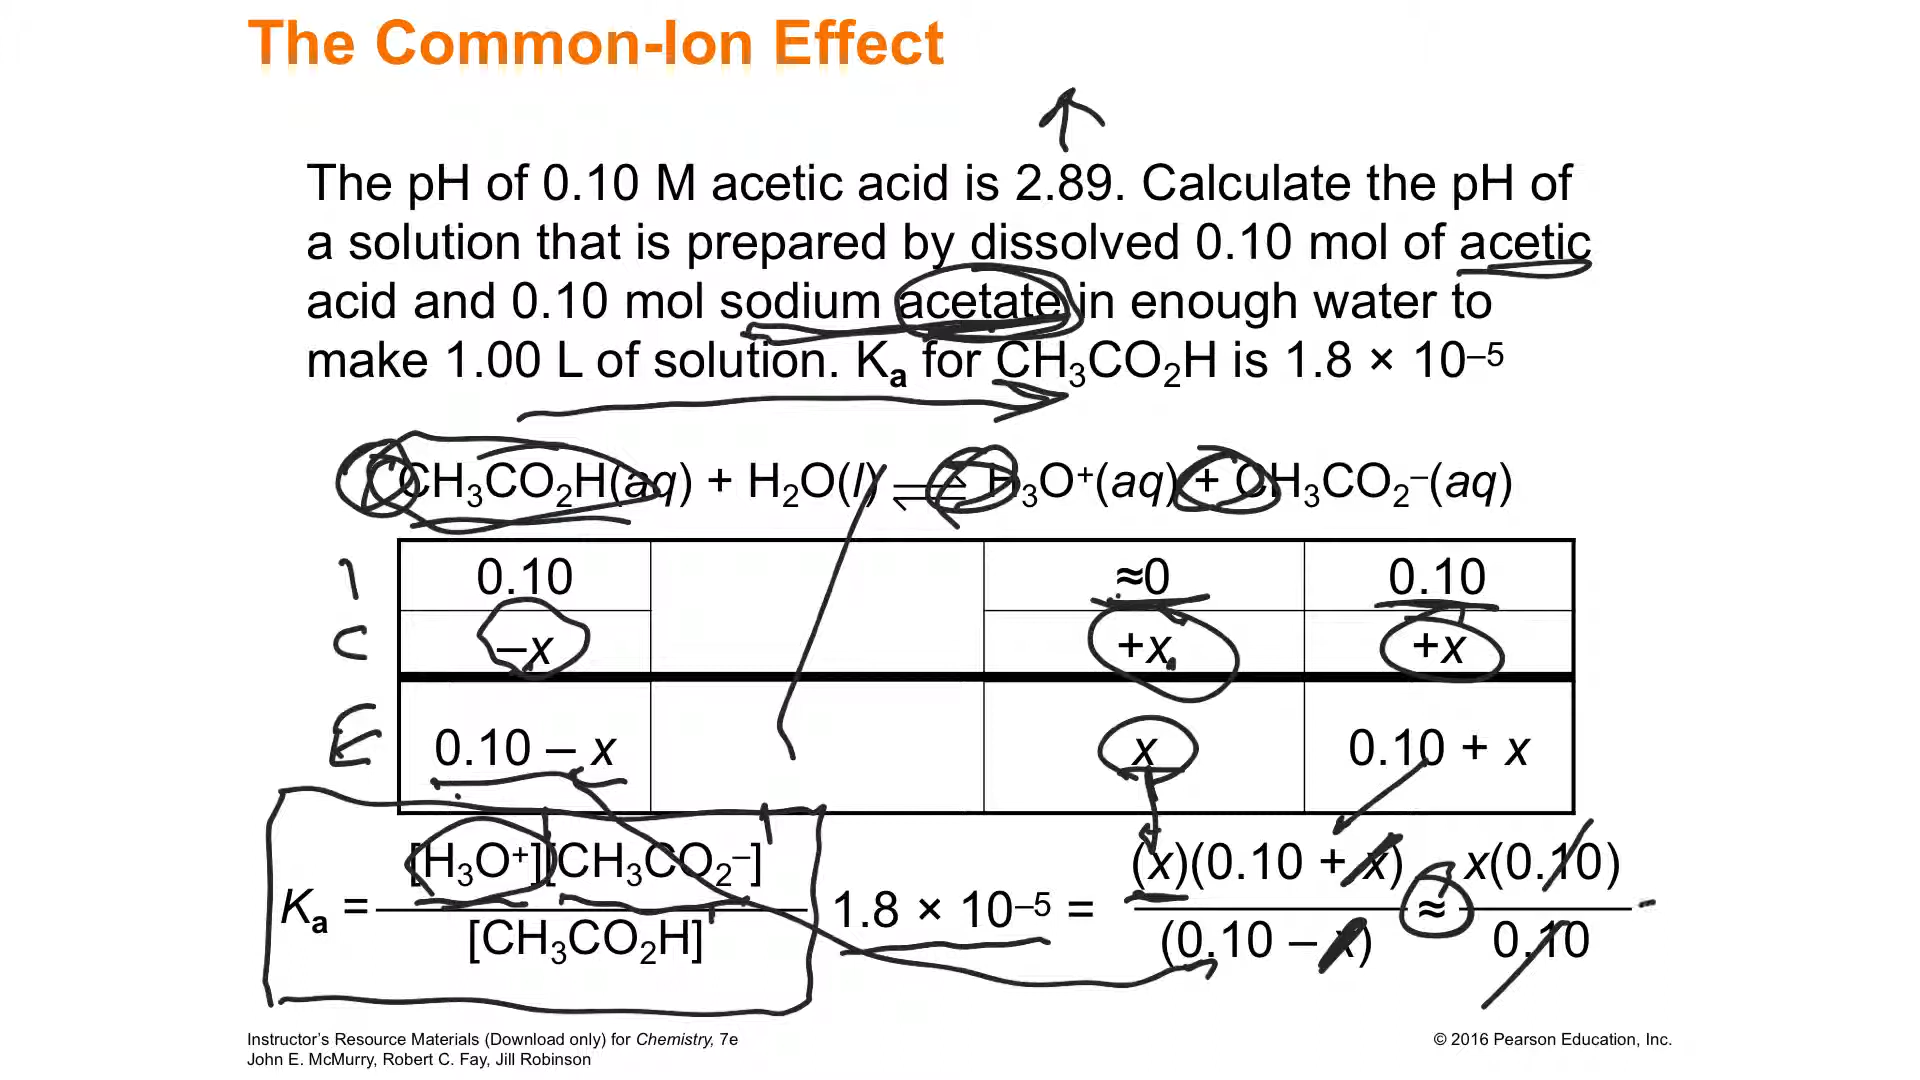 The Common-Ion Effect
The pH of 0.10 M acetic acid is 2.89. Calculate the pH of
a solution that is prepared by dissolved 0.10 mol of acetic
acid and 0.10 mol sodium acetate in enough water to
make 1.00 L of solution. Kₐ for CH₃CO₂H is 1.8 × 10⁻⁵
CH₃CO₂H(aq) + H₂O(l) ⇌ H₃O⁺(aq) + CH₃CO₂⁻(aq)
I 0.10 ≈0 0.10
C –x +x +x
E 0.10 – x x 0.10 + x
Kₐ = [H₃O⁺][CH₃CO₂⁻] / [CH₃CO₂H] 1.8 × 10⁻⁵ = (x)(0.10 + x) / (0.10 – x) ≈ x(0.10) / 0.10
Instructor's Resource Materials (Download only) for Chemistry, 7e
John E. McMurry, Robert C. Fay, Jill Robinson
© 2016 Pearson Education, Inc.